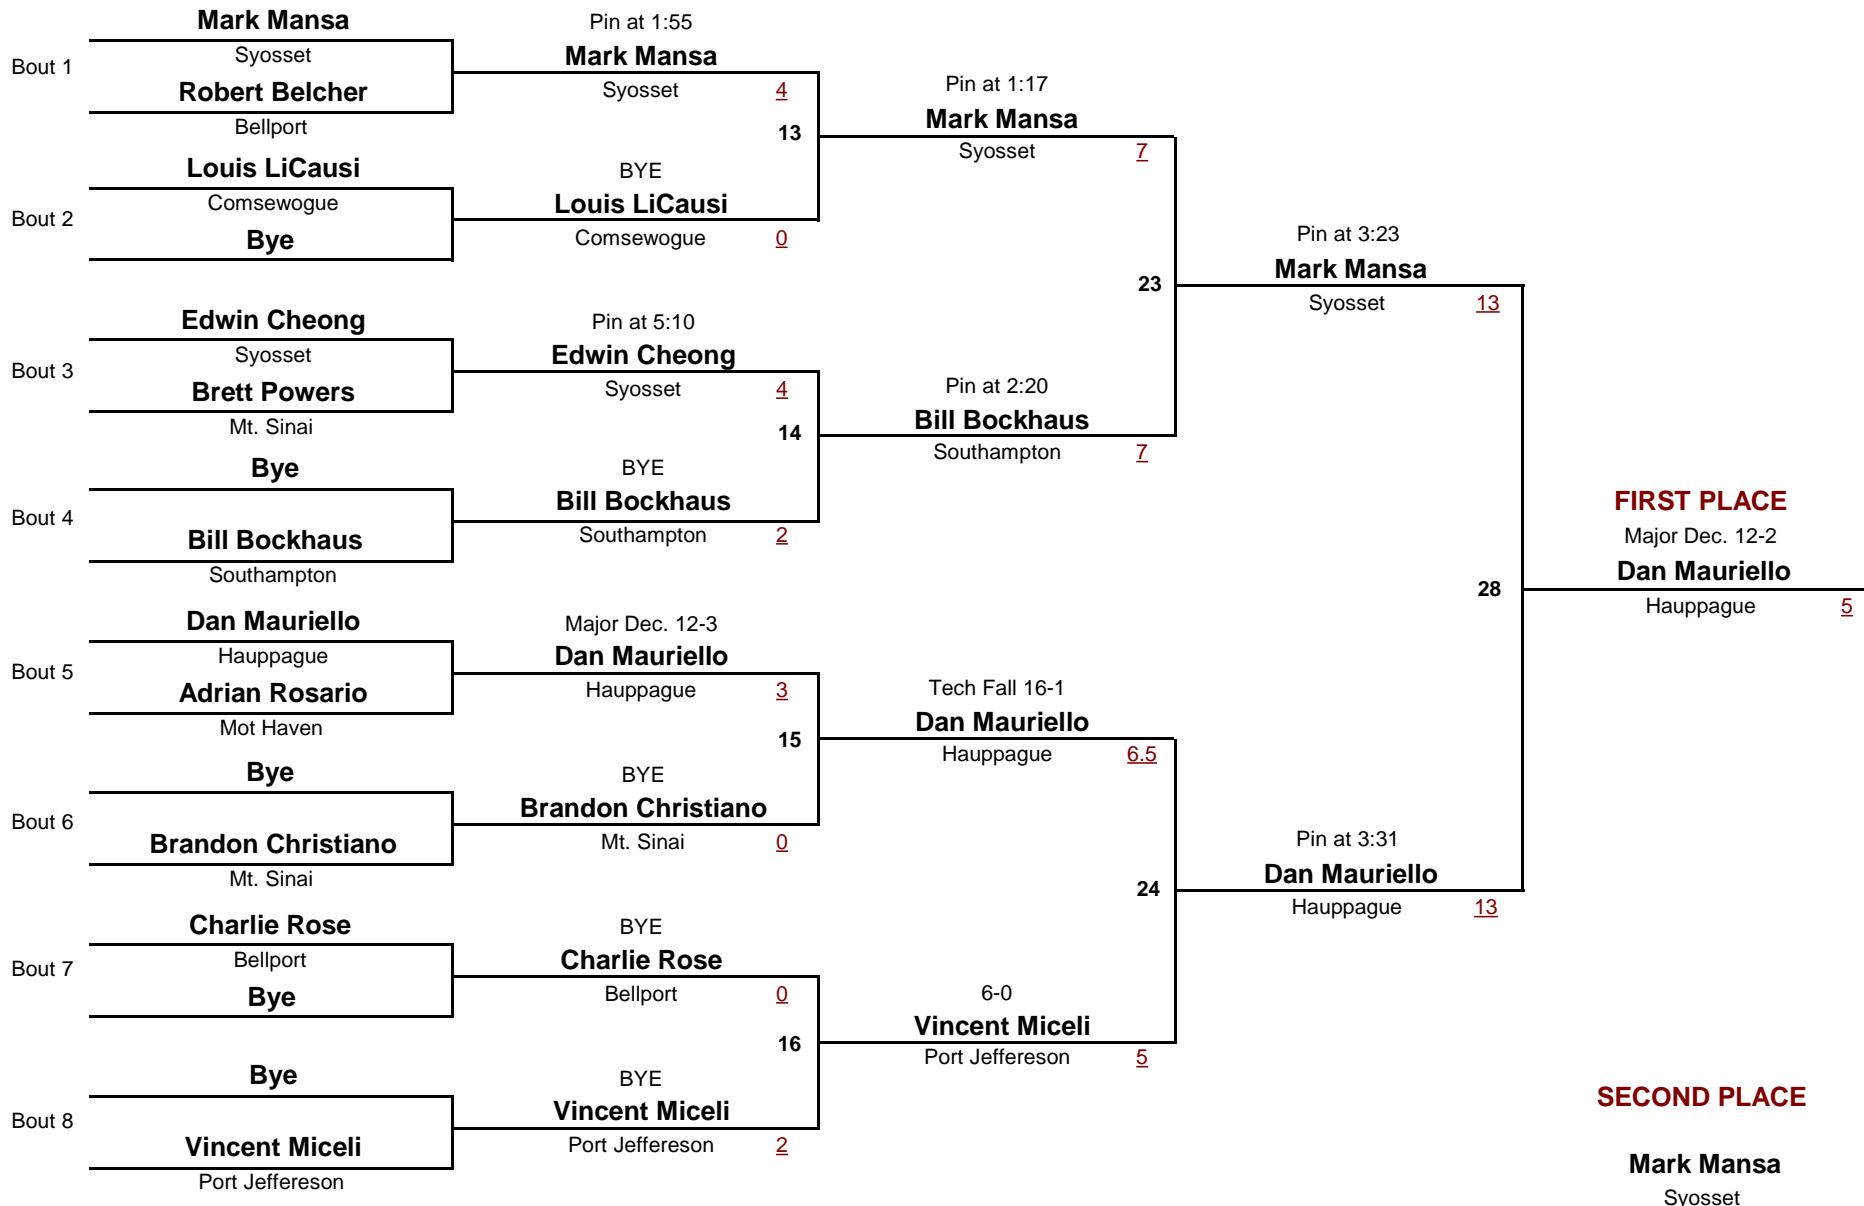 Mark Mansa
Syosset
Bout 1
Robert Belcher
Bellport
Louis LiCausi
Comsewogue
Bout 2
Bye
Edwin Cheong
Syosset
Bout 3
Brett Powers
Mt. Sinai
Bye
Bout 4
Bill Bockhaus
Southampton
Dan Mauriello
Hauppague
Bout 5
Adrian Rosario
Mot Haven
Bye
Bout 6
Brandon Christiano
Mt. Sinai
Charlie Rose
Bellport
Bout 7
Bye
Bye
Bout 8
Vincent Miceli
Port Jeffereson
Pin at 1:55
Mark Mansa
Syosset 4
13
BYE
Louis LiCausi
Comsewogue 0
Pin at 5:10
Edwin Cheong
Syosset 4
14
BYE
Bill Bockhaus
Southampton 2
Major Dec. 12-3
Dan Mauriello
Hauppague 3
15
BYE
Brandon Christiano
Mt. Sinai 0
BYE
Charlie Rose
Bellport 0
16
BYE
Vincent Miceli
Port Jeffereson 2
Pin at 1:17
Mark Mansa
Syosset 7
23
Pin at 2:20
Bill Bockhaus
Southampton 7
Tech Fall 16-1
Dan Mauriello
Hauppague 6.5
24
6-0
Vincent Miceli
Port Jeffereson 5
Pin at 3:23
Mark Mansa
Syosset 13
28
Pin at 3:31
Dan Mauriello
Hauppague 13
FIRST PLACE
Major Dec. 12-2
Dan Mauriello
Hauppague 5
SECOND PLACE
Mark Mansa
Syosset